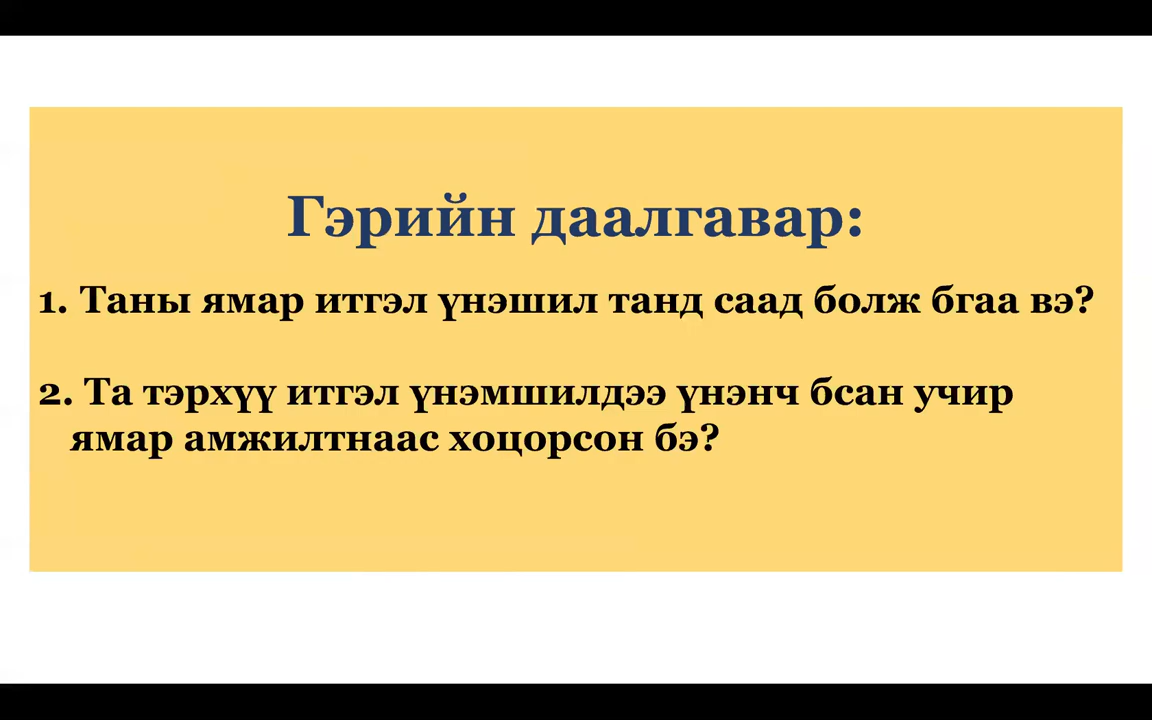 Гэрийн даалгавар:
1. Таны ямар итгэл үнэшил танд саад болж бгаа вэ?
2. Та тэрхүү итгэл үнэмшилдээ үнэнч бсан учир
ямар амжилтнаас хоцорсон бэ?